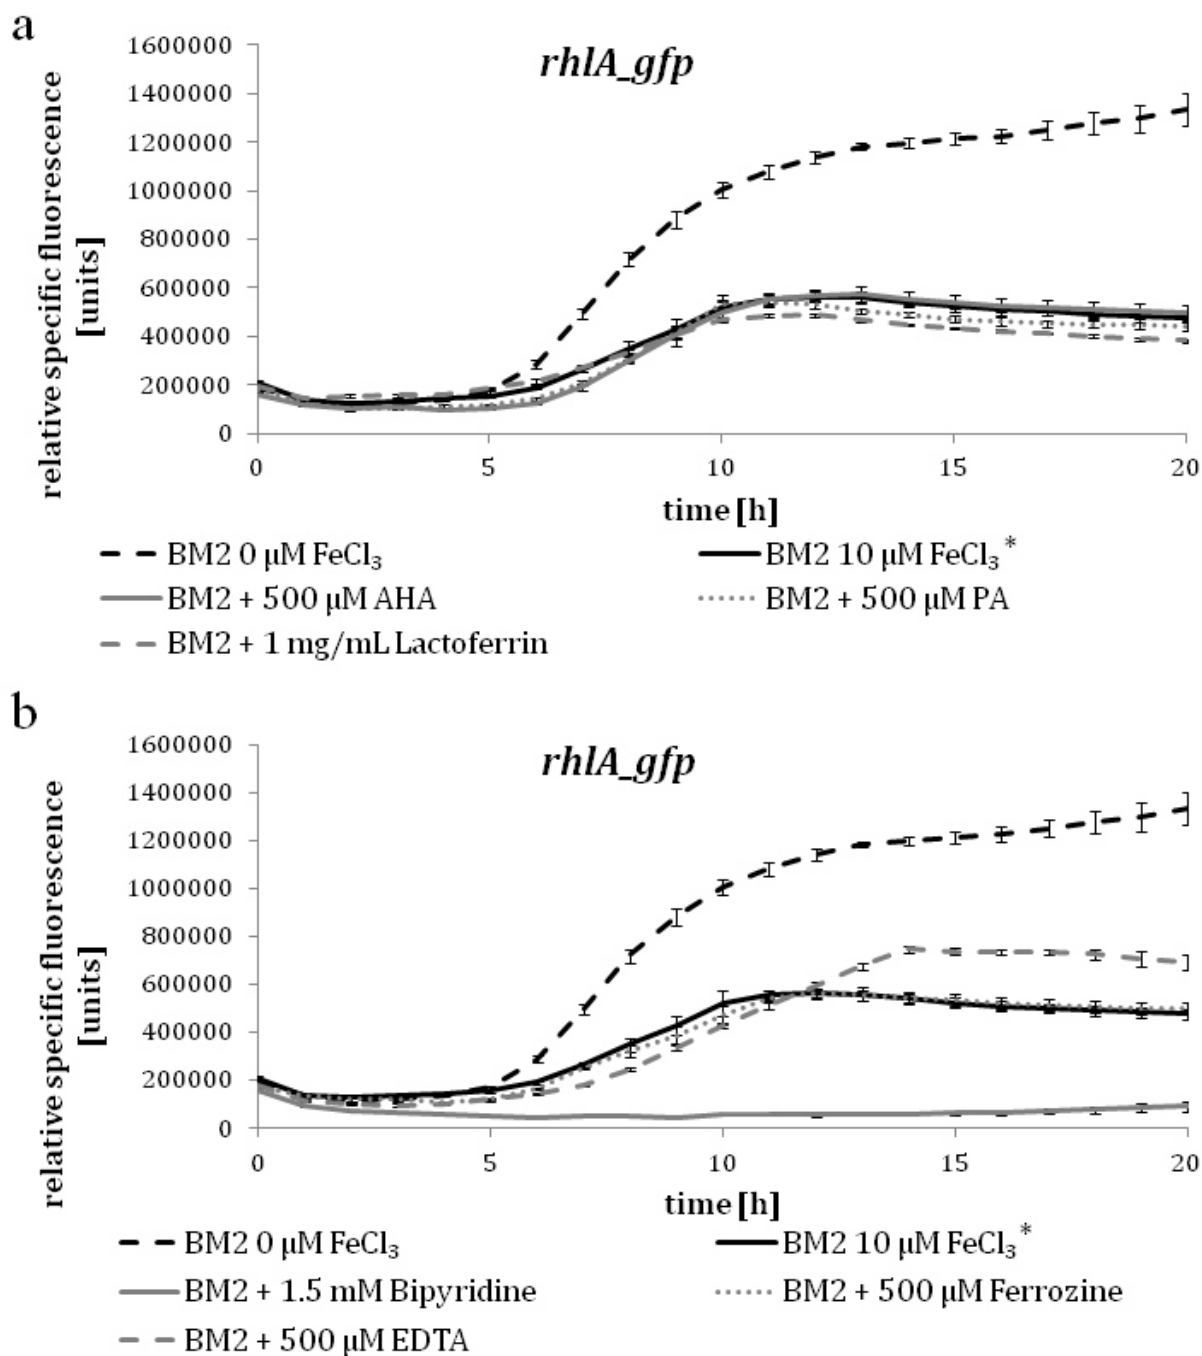 a
rhlA_gfp
relative specific fluorescence
[units]
1600000
1400000
1200000
1000000
800000
600000
400000
200000
0
0 5 10 15 20
time [h]
BM2 0 µM FeCl₃ BM2 10 µM FeCl₃*
BM2 + 500 µM AHA BM2 + 500 µM PA
BM2 + 1 mg/mL Lactoferrin
b
rhlA_gfp
relative specific fluorescence
[units]
1600000
1400000
1200000
1000000
800000
600000
400000
200000
0
0 5 10 15 20
time [h]
BM2 0 µM FeCl₃ BM2 10 µM FeCl₃*
BM2 + 1.5 mM Bipyridine BM2 + 500 µM Ferrozine
BM2 + 500 µM EDTA